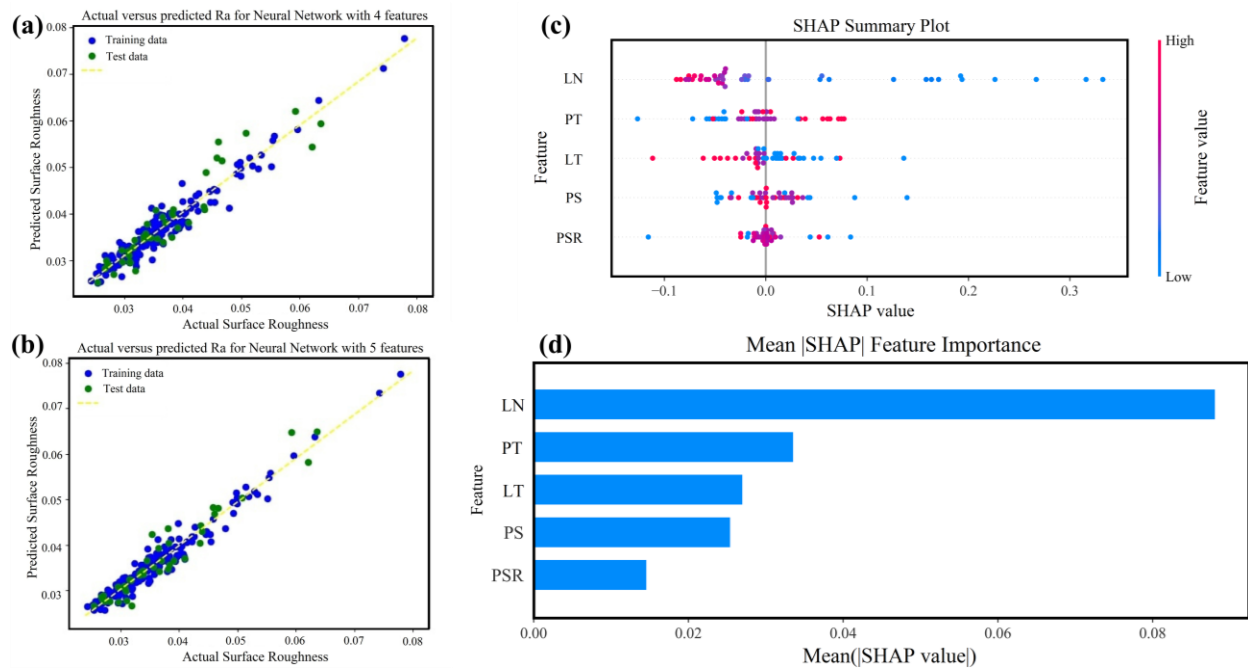 (a)
Actual versus predicted Ra for Neural Network with 4 features
0.08
0.07
0.06
0.05
0.04
0.03
Predicted Surface Roughness
Training data
Test data
0.03 0.04 0.05 0.06 0.07 0.08
Actual Surface Roughness
(b)
Actual versus predicted Ra for Neural Network with 5 features
0.08
0.07
0.06
0.05
0.04
0.03
Predicted Surface Roughness
Training data
Test data
0.03 0.04 0.05 0.06 0.07 0.08
Actual Surface Roughness
(c)
SHAP Summary Plot
Feature
LN
PT
LT
PS
PSR
−0.1 0.0 0.1 0.2 0.3
SHAP value
High
Feature value
Low
(d)
Mean |SHAP| Feature Importance
Feature
LN
PT
LT
PS
PSR
0.00 0.02 0.04 0.06 0.08
Mean(|SHAP value|)